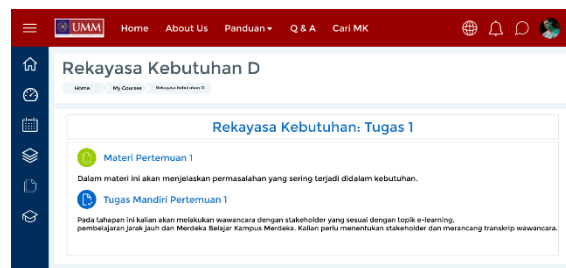 UMM Home About Us Panduan Q & A Cari MK
Rekayasa Kebutuhan D
Home My Courses Rekayasa Kebutuhan D
Rekayasa Kebutuhan: Tugas 1
Materi Pertemuan 1
Dalam materi ini akan menjelaskan permasalahan yang sering terjadi didalam kebutuhan.
Tugas Mandiri Pertemuan 1
Pada tahapan ini kalian akan melakukan wawancara dengan stakeholder yang sesuai dengan topik e-learning,
pembelajaran jarak jauh dan Merdeka Belajar Kampus Merdeka. Kalian perlu menentukan stakeholder dan merancang transkrip wawancara.